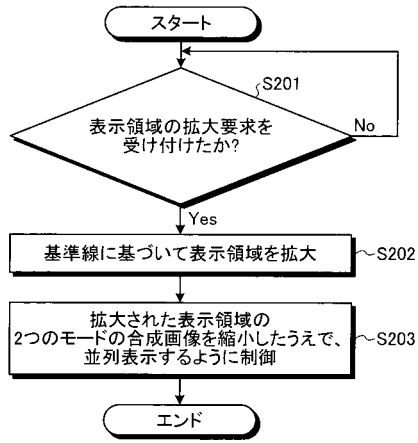 スタート
S201
表示領域の拡大要求を
受け付けたか?
No
Yes
基準線に基づいて表示領域を拡大
S202
拡大された表示領域の
2つのモードの合成画像を縮小したうえで、
並列表示するように制御
S203
エンド